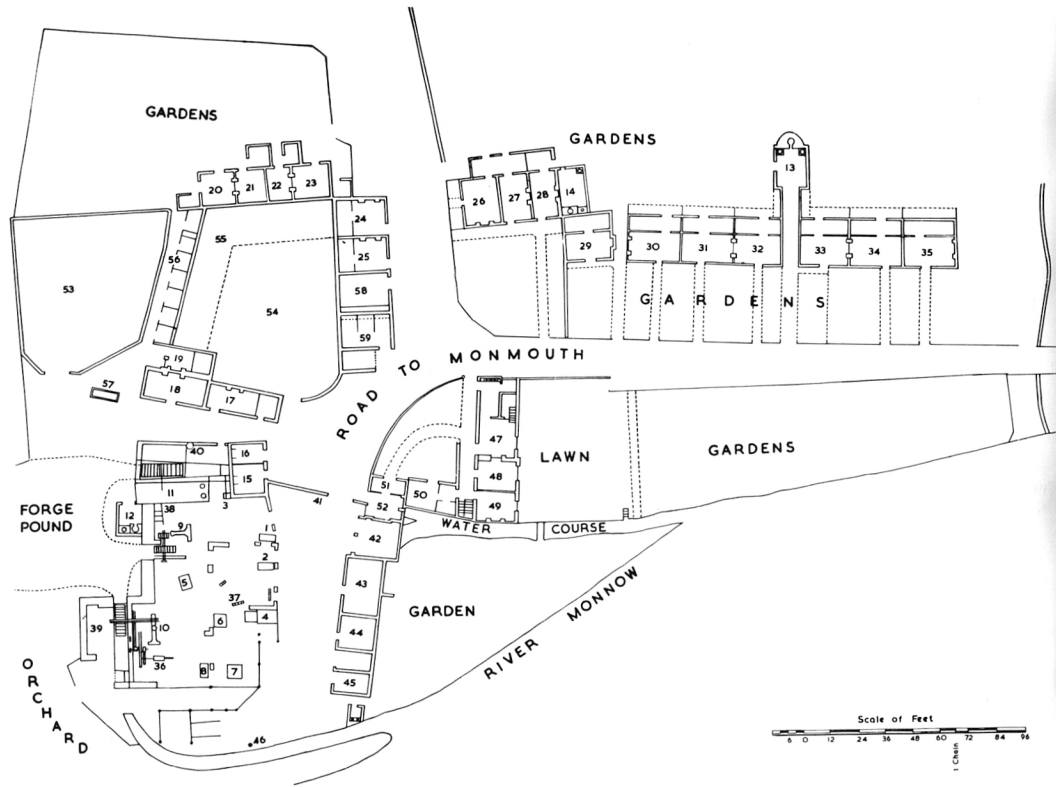 GARDENS
GARDENS
13
20 21 22 23
26 27 28 14
24
29 30 31 32 33 34 35
25
55
56
53
58
54
GARDENS
59
ROAD TO MONMOUTH
19
57 18 17
47
LAWN
GARDENS
40 16
48
15
51 50
11 3 41 52 49
FORGE
POUND
12 38 9
WATER COURSE
1
42
2
5
43
37
GARDEN
RIVER MONNOW
39 10 6 4
44
36
8 7
45
ORCHARD
46
Scale of Feet
6 0 12 24 36 48 60 72 84 96
1 Chain